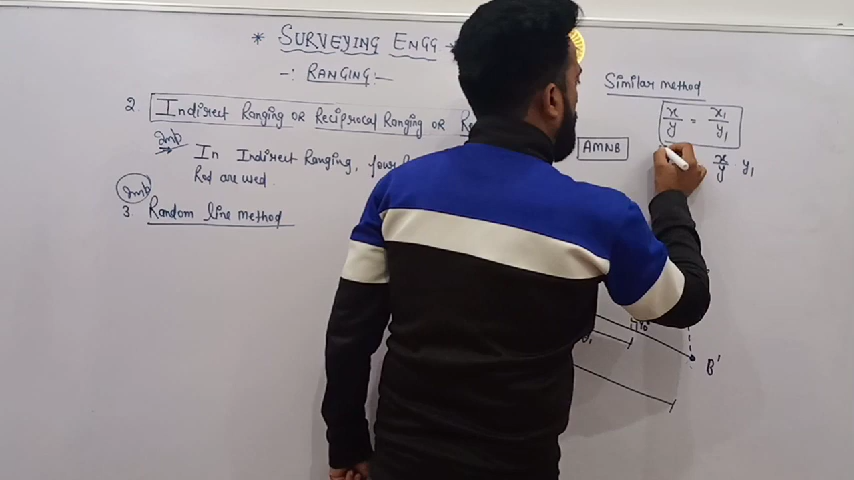 * SURVEYING ENGG
-: RANGING :-
2. Indirect Ranging OR Reciprocal Ranging OR
Imp
In Indirect Ranging, four
Rod are used.
Imp
3 Random line method
AMNB
Similar method
x/y = x₁/y₁
x/y · y₁
B'